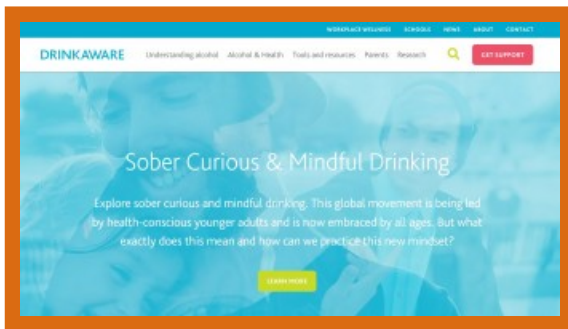 WORKPLACE WELLNESS SCHOOLS NEWS ABOUT CONTACT
DRINKAWARE Understanding alcohol Alcohol & Health Tools and resources Parents Research GET SUPPORT
Sober Curious & Mindful Drinking
Explore sober curious and mindful drinking. This global movement is being led
by health-conscious younger adults and is now embraced by all ages. But what
exactly does this mean and how can we practice this new mindset?
LEARN MORE